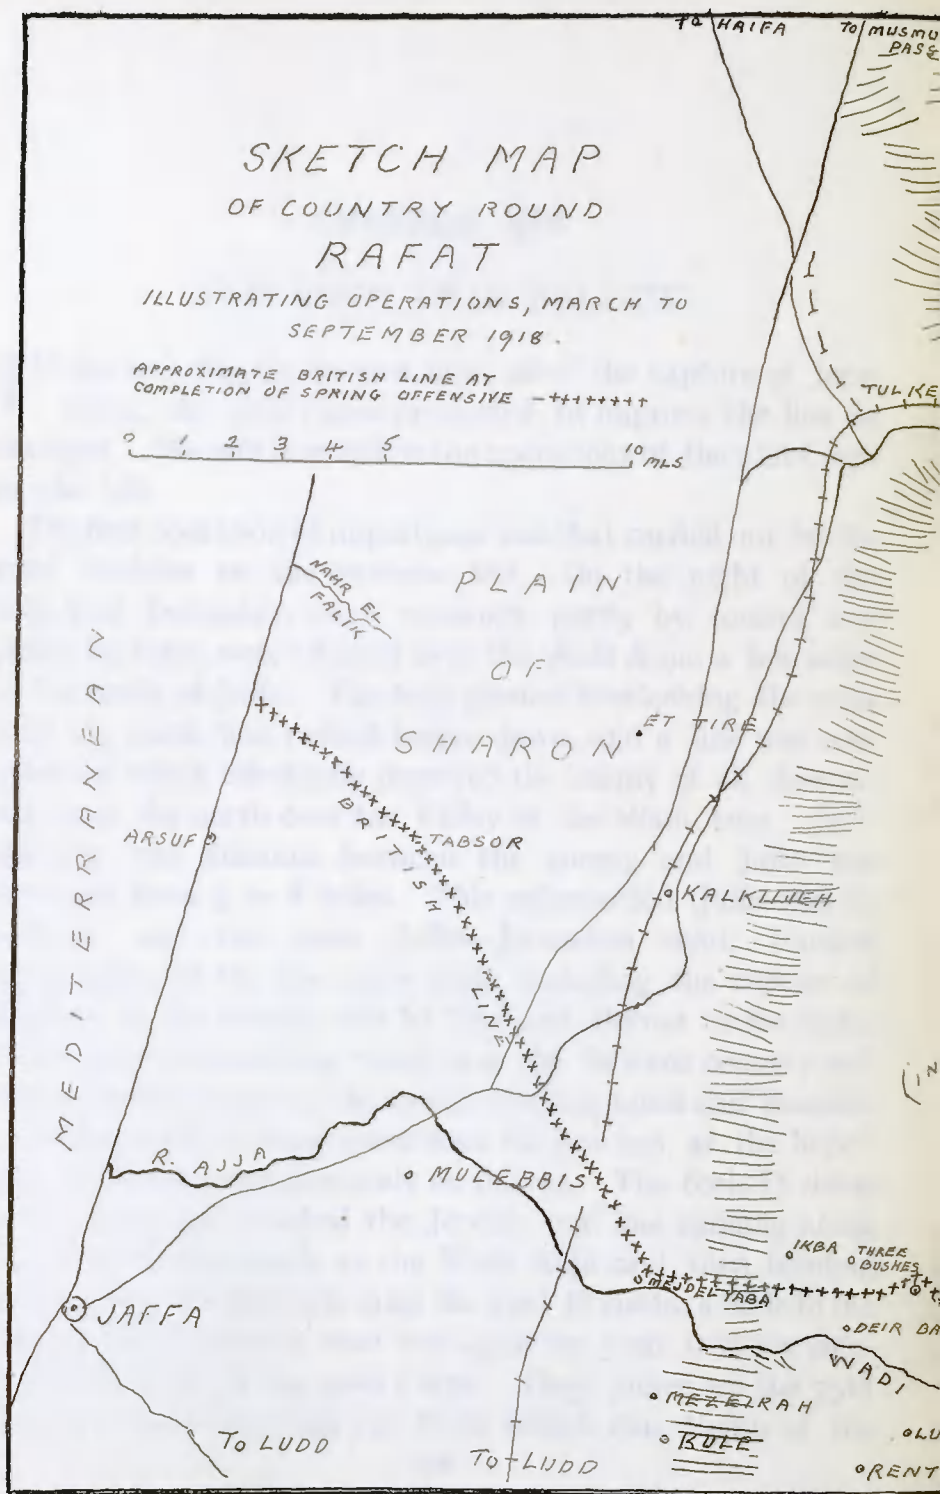 TO HAIFA
TO MUSMU
PASS
SKETCH MAP
OF COUNTRY ROUND
RAFAT
ILLUSTRATING OPERATIONS, MARCH TO
SEPTEMBER 1918.
APPROXIMATE BRITISH LINE AT
COMPLETION OF SPRING OFFENSIVE
TULKE
0 1 2 3 4 5 10 MLS
NAHR EL
FALIK
PLAIN
OF
SHARON
ET TIRE
MEDITERRANEAN
BRITISH LINE
ARSUF
TABSOR
KALKILIEH
R. AJJA
MULEBBIS
IKBA
THREE
BUSHES
MEJDEL YABA
JAFFA
DEIR BA
WADI
MEZEIRAH
KULE
LU
RENT
TO LUDD
TO LUDD